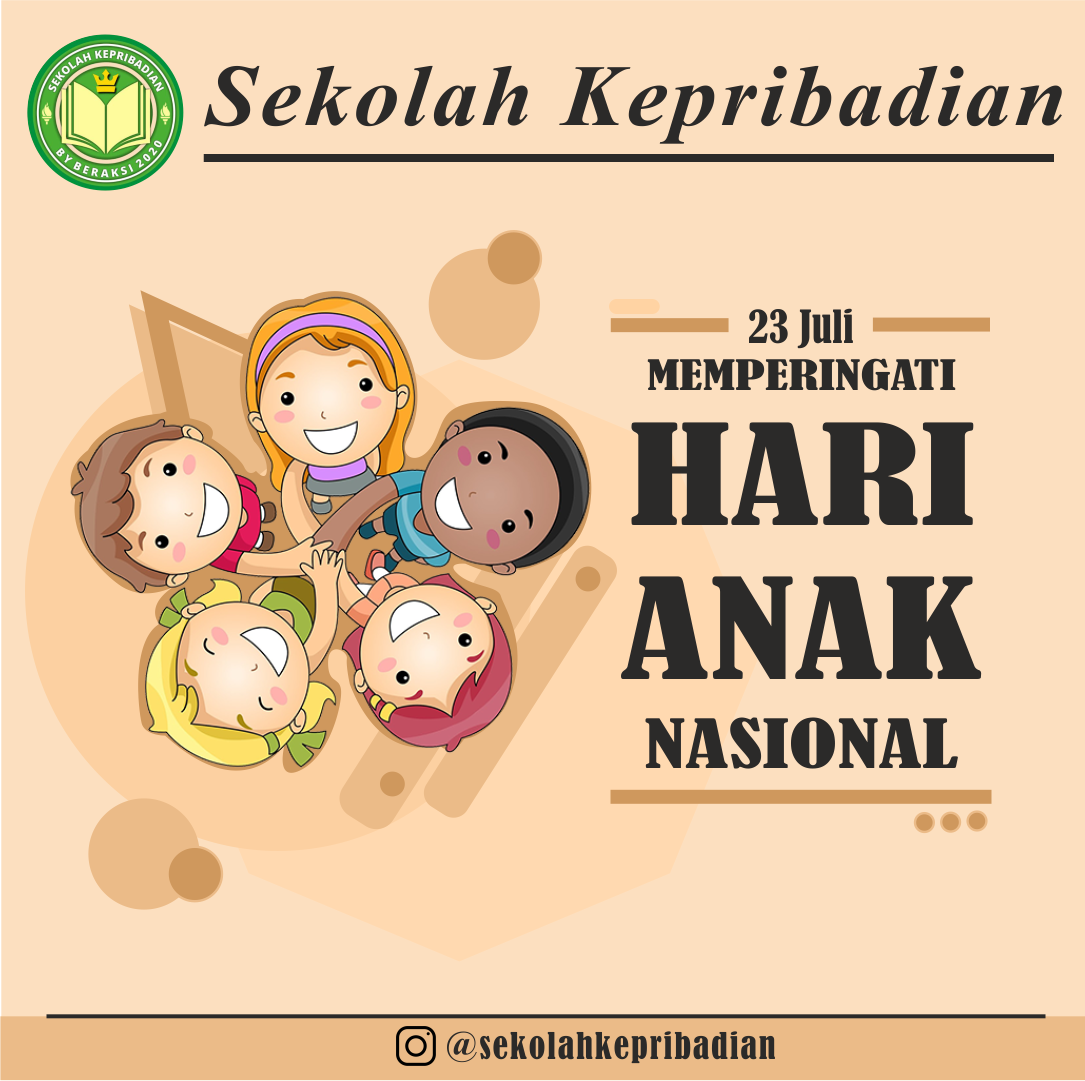 SEKOLAH KEPRIBADIAN
BY BERAKSI 2020
Sekolah Kepribadian
23 Juli
MEMPERINGATI
HARI
ANAK
NASIONAL
@sekolahkepribadian